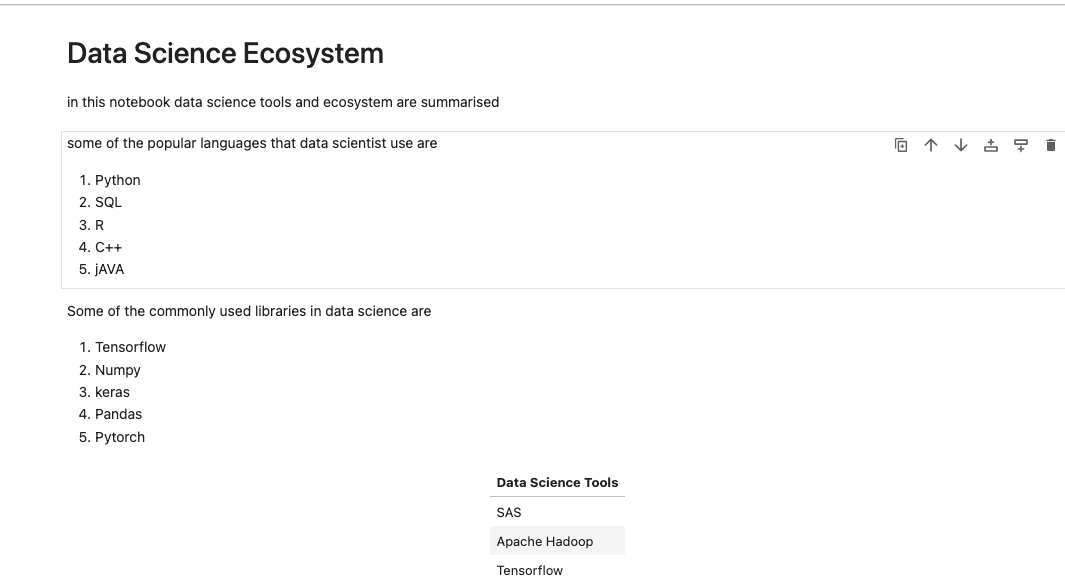 Data Science Ecosystem
in this notebook data science tools and ecosystem are summarised
some of the popular languages that data scientist use are
1. Python
2. SQL
3. R
4. C++
5. jAVA
Some of the commonly used libraries in data science are
1. Tensorflow
2. Numpy
3. keras
4. Pandas
5. Pytorch
Data Science Tools
SAS
Apache Hadoop
Tensorflow